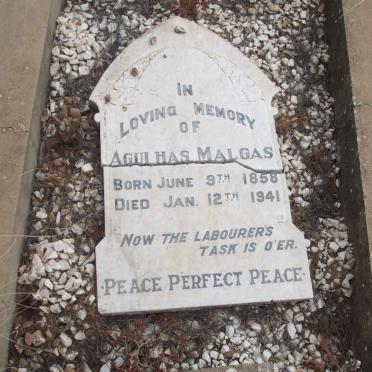 IN
LOVING MEMORY
OF
AGULHAS MALGAS
BORN JUNE 9TH 1858
DIED JAN. 12TH 1941
NOW THE LABOURER'S
TASK IS O'ER.
PEACE PERFECT PEACE